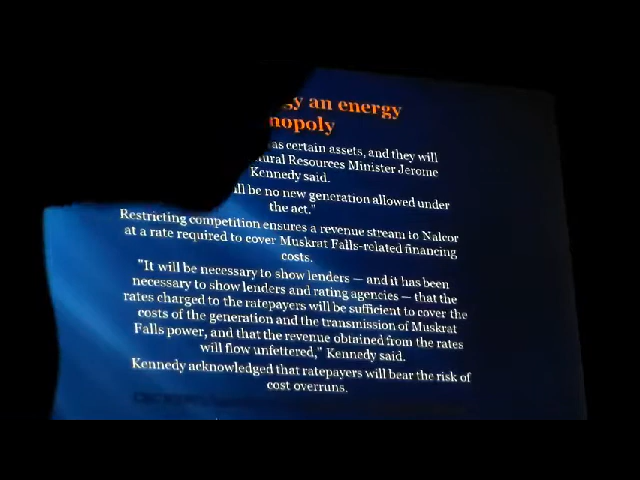 an energy
as certain assets, and they will
Resources Minister Jerome
Kennedy said.
be no new generation allowed under
the act."
Restricting competition ensures a revenue stream to Nalcor
at a rate required to cover Muskrat Falls-related financing
costs.
"It will be necessary to show lenders — and it has been
necessary to show lenders and rating agencies — that the
rates charged to the ratepayers will be sufficient to cover the
costs of the generation and the transmission of Muskrat
Falls power, and that the revenue obtained from the rates
will flow unfettered," Kennedy said.
Kennedy acknowledged that ratepayers will bear the risk of
cost overruns.